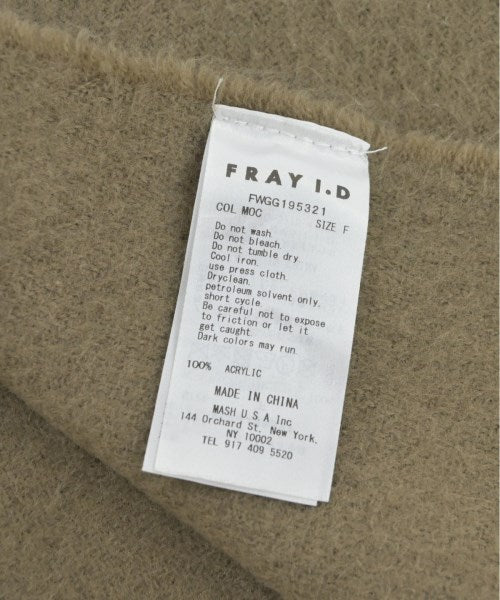 FRAY I.D
FWGG195321
COL MOC SIZE F
Do not wash.
Do not bleach.
Do not tumble dry.
Cool iron.
use press cloth.
Dryclean.
petroleum solvent only.
short cycle.
Be careful not to expose
to friction or let it
get caught.
Dark colors may run.
100% ACRYLIC
MADE IN CHINA
MASH U.S.A Inc
144 Orchard St, New York.
NY 10002
TEL 917 409 5520